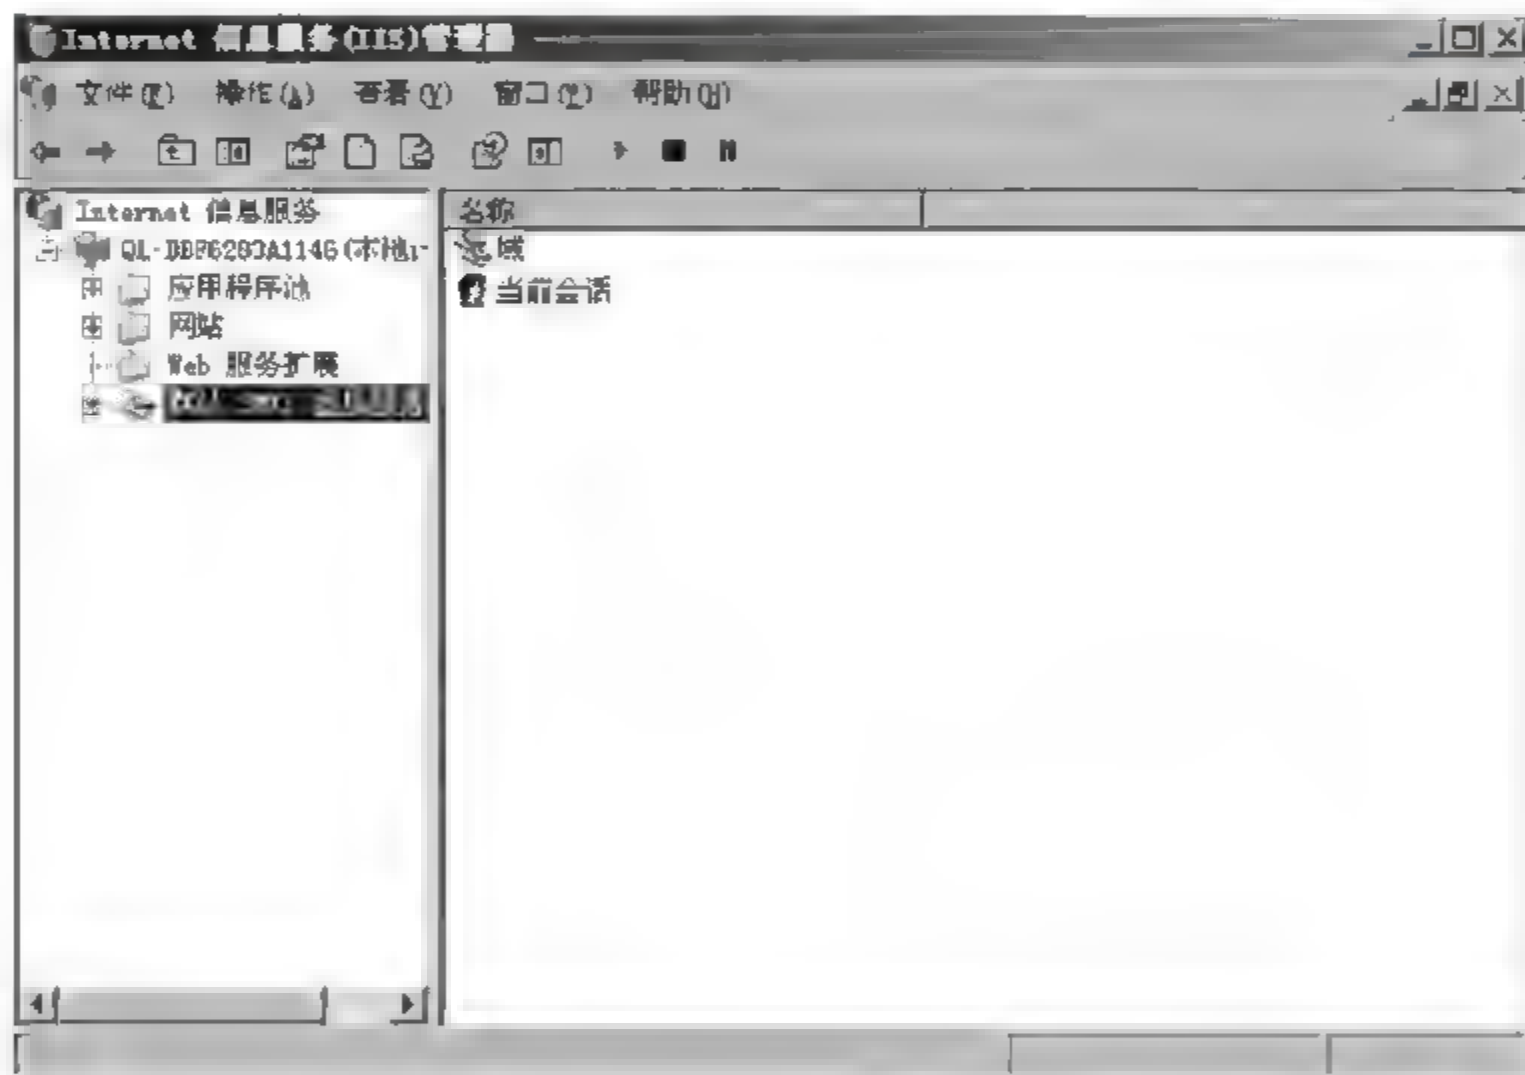 Internet 信息服务(IIS)管理器
文件(F) 操作(A) 查看(V) 窗口(W) 帮助(H)
Internet 信息服务
(本地
应用程序池
网站
Web 服务扩展
名称
域
当前会话